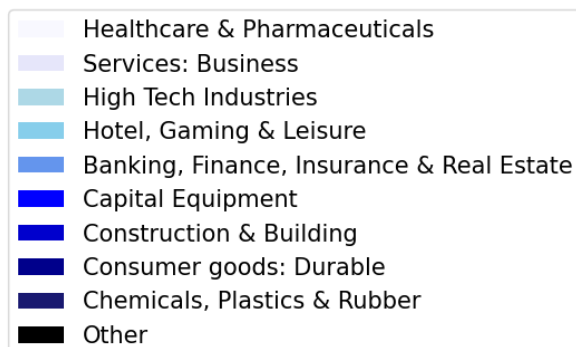 Healthcare & Pharmaceuticals
Services: Business
High Tech Industries
Hotel, Gaming & Leisure
Banking, Finance, Insurance & Real Estate
Capital Equipment
Construction & Building
Consumer goods: Durable
Chemicals, Plastics & Rubber
Other